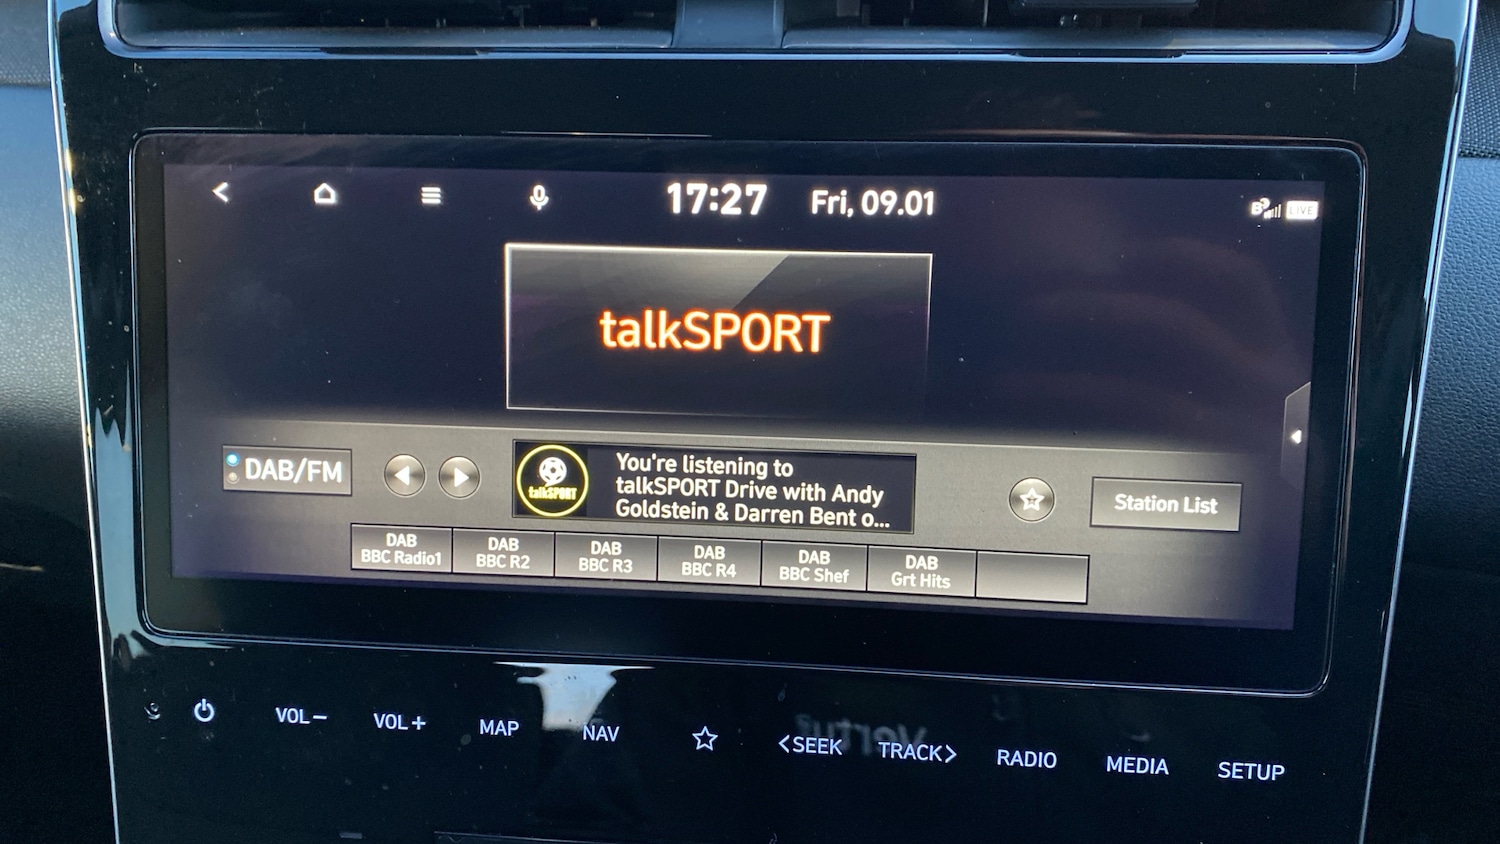 17:27 Fri, 09.01
LIVE
talkSPORT
DAB/FM
talkSPORT
You're listening to
talkSPORT Drive with Andy
Goldstein & Darren Bent o...
Station List
DAB
BBC Radio1
DAB
BBC R2
DAB
BBC R3
DAB
BBC R4
DAB
BBC Shef
DAB
Grt Hits
VOL− VOL+ MAP NAV <SEEK TRACK> RADIO MEDIA SETUP
Vertu